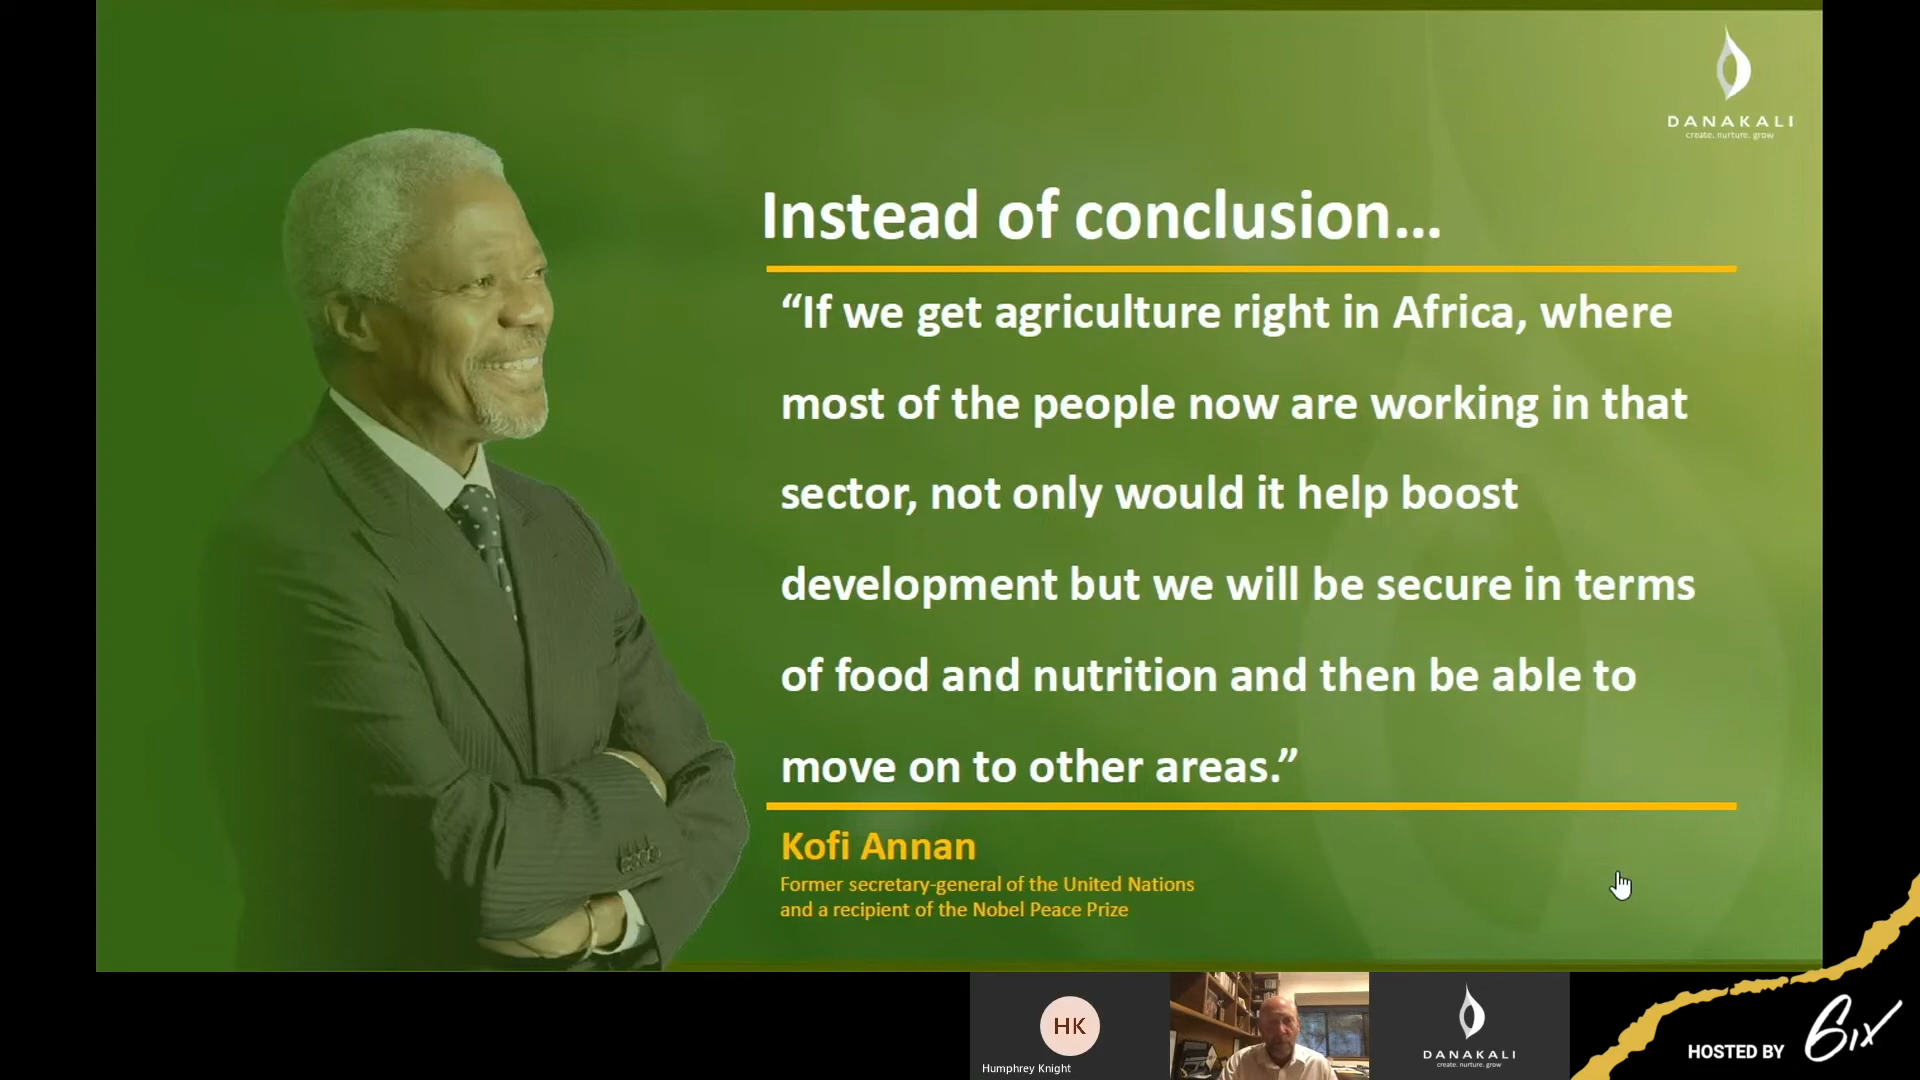 DANAKALI
create. nurture. grow
Instead of conclusion...
“If we get agriculture right in Africa, where
most of the people now are working in that
sector, not only would it help boost
development but we will be secure in terms
of food and nutrition and then be able to
move on to other areas.”
Kofi Annan
Former secretary-general of the United Nations
and a recipient of the Nobel Peace Prize
HK
Humphrey Knight
DANAKALI
create. nurture. grow
HOSTED BY 6ix